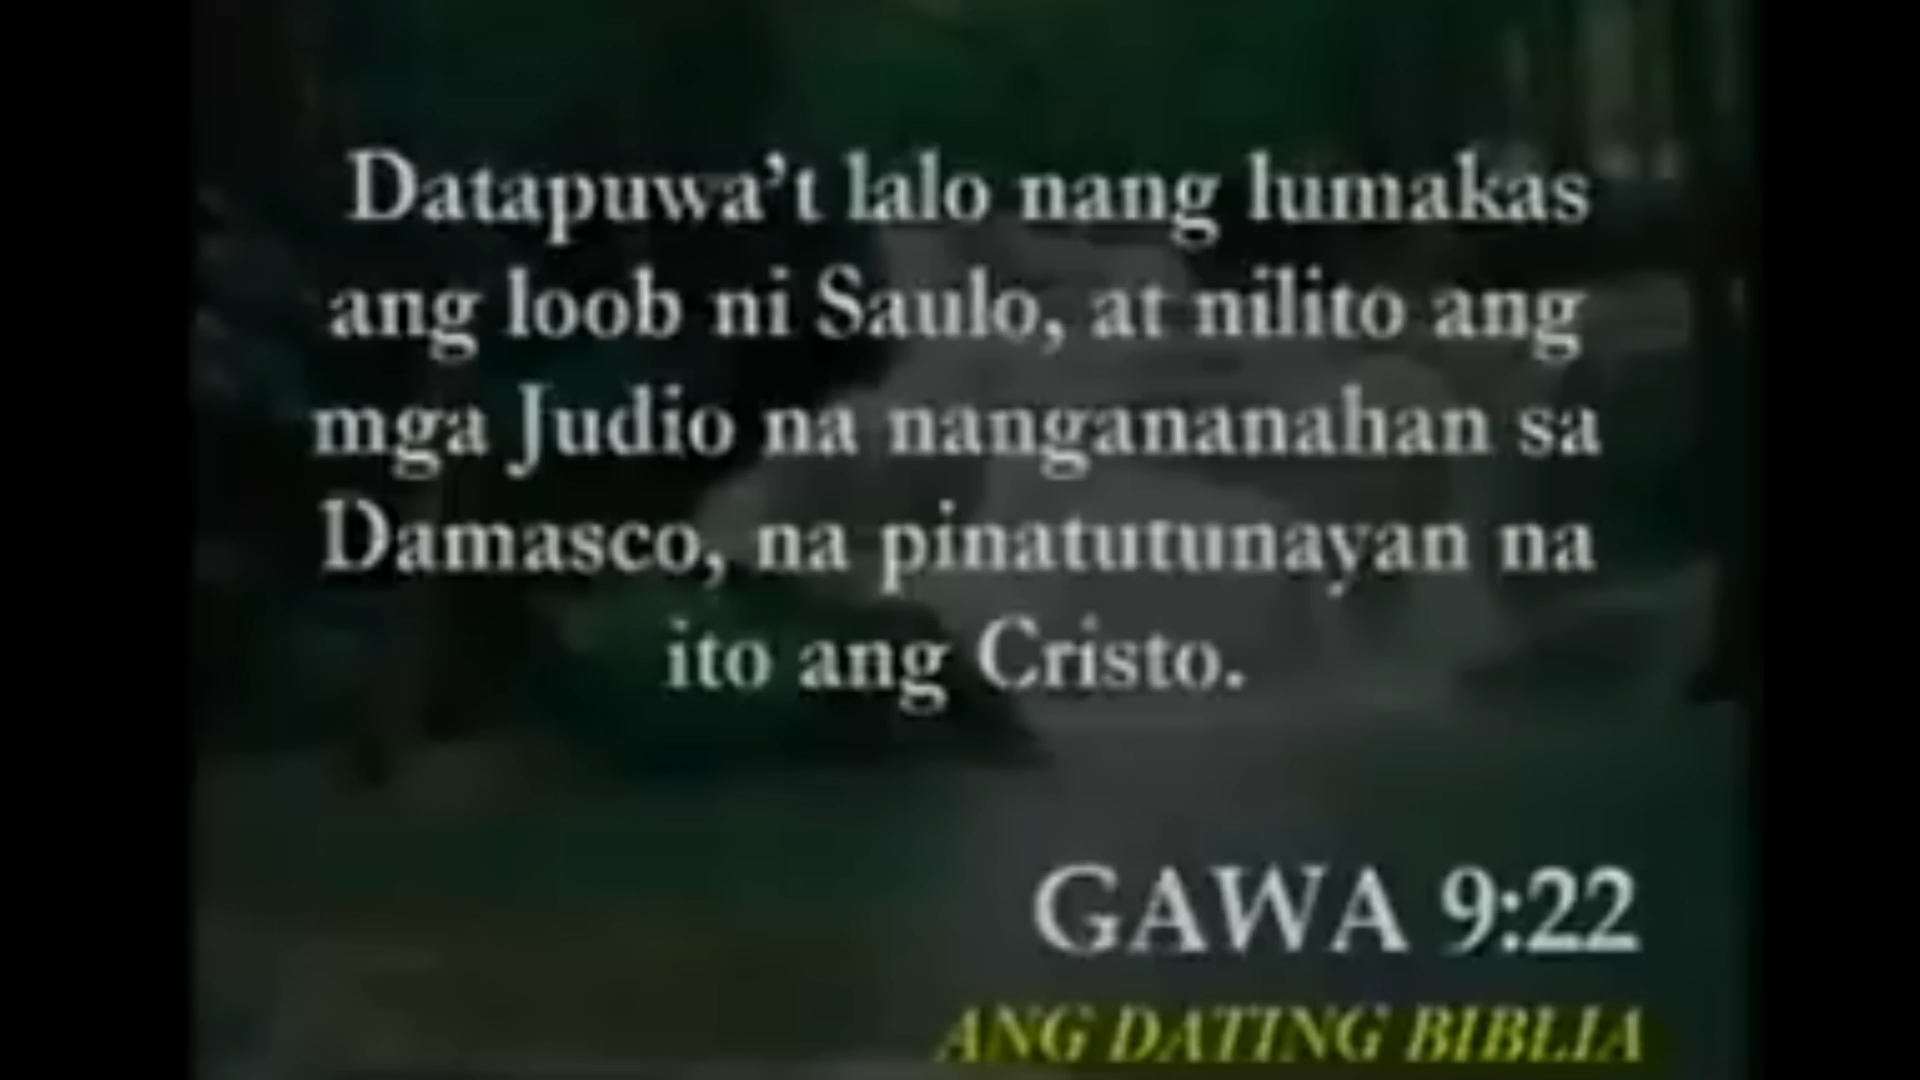 Datapuwa't lalo nang lumakas
ang loob ni Saulo, at nilito ang
mga Judio na nangananahan sa
Damasco, na pinatutunayan na
ito ang Cristo.
GAWA 9:22
ANG DATING BIBLIA